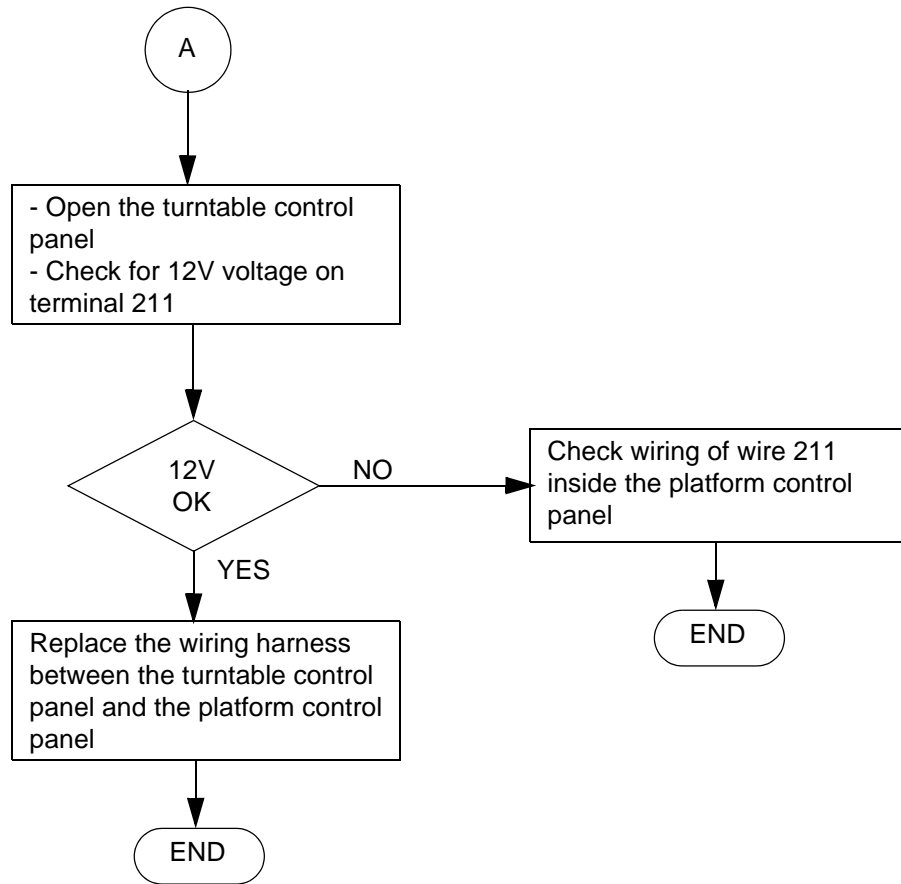 A
- Open the turntable control
panel
- Check for 12V voltage on
terminal 211
12V
OK
NO
Check wiring of wire 211
inside the platform control
panel
YES
END
Replace the wiring harness
between the turntable control
panel and the platform control
panel
END